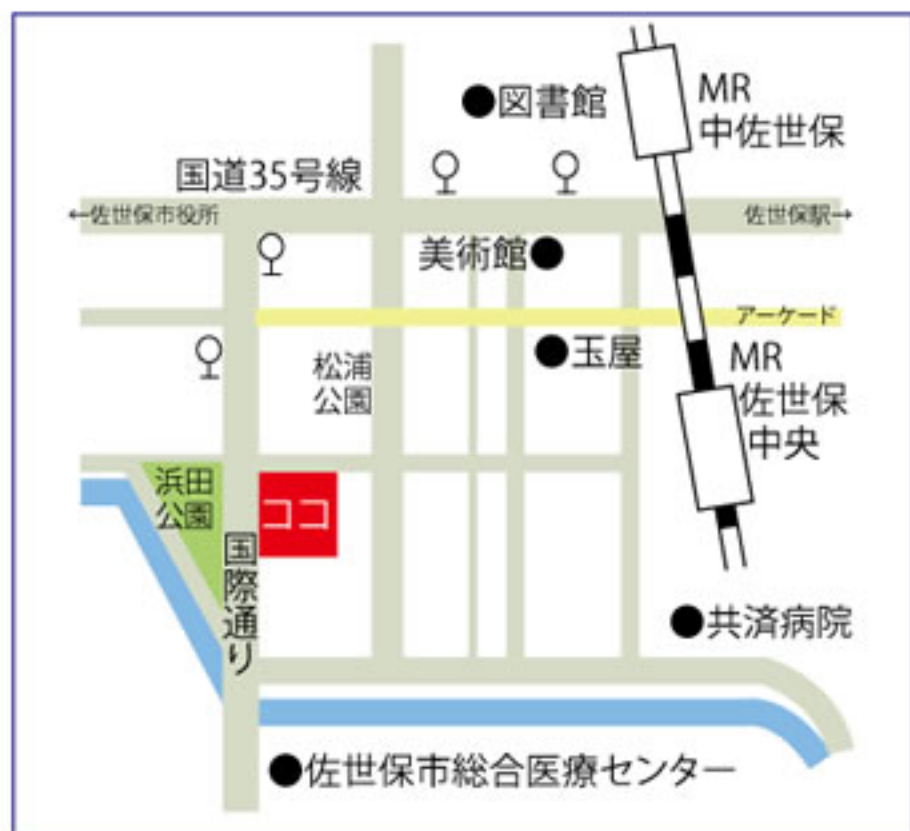 ●図書館
MR
中佐世保
国道35号線
←佐世保市役所
佐世保駅→
美術館●
アーケード
●玉屋
松浦
公園
MR
佐世保
中央
浜田
公園
ココ
国際通り
●共済病院
●佐世保市総合医療センター